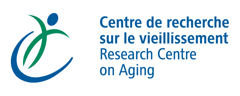 Centre de recherche
sur le vieillissement
Research Centre
on Aging